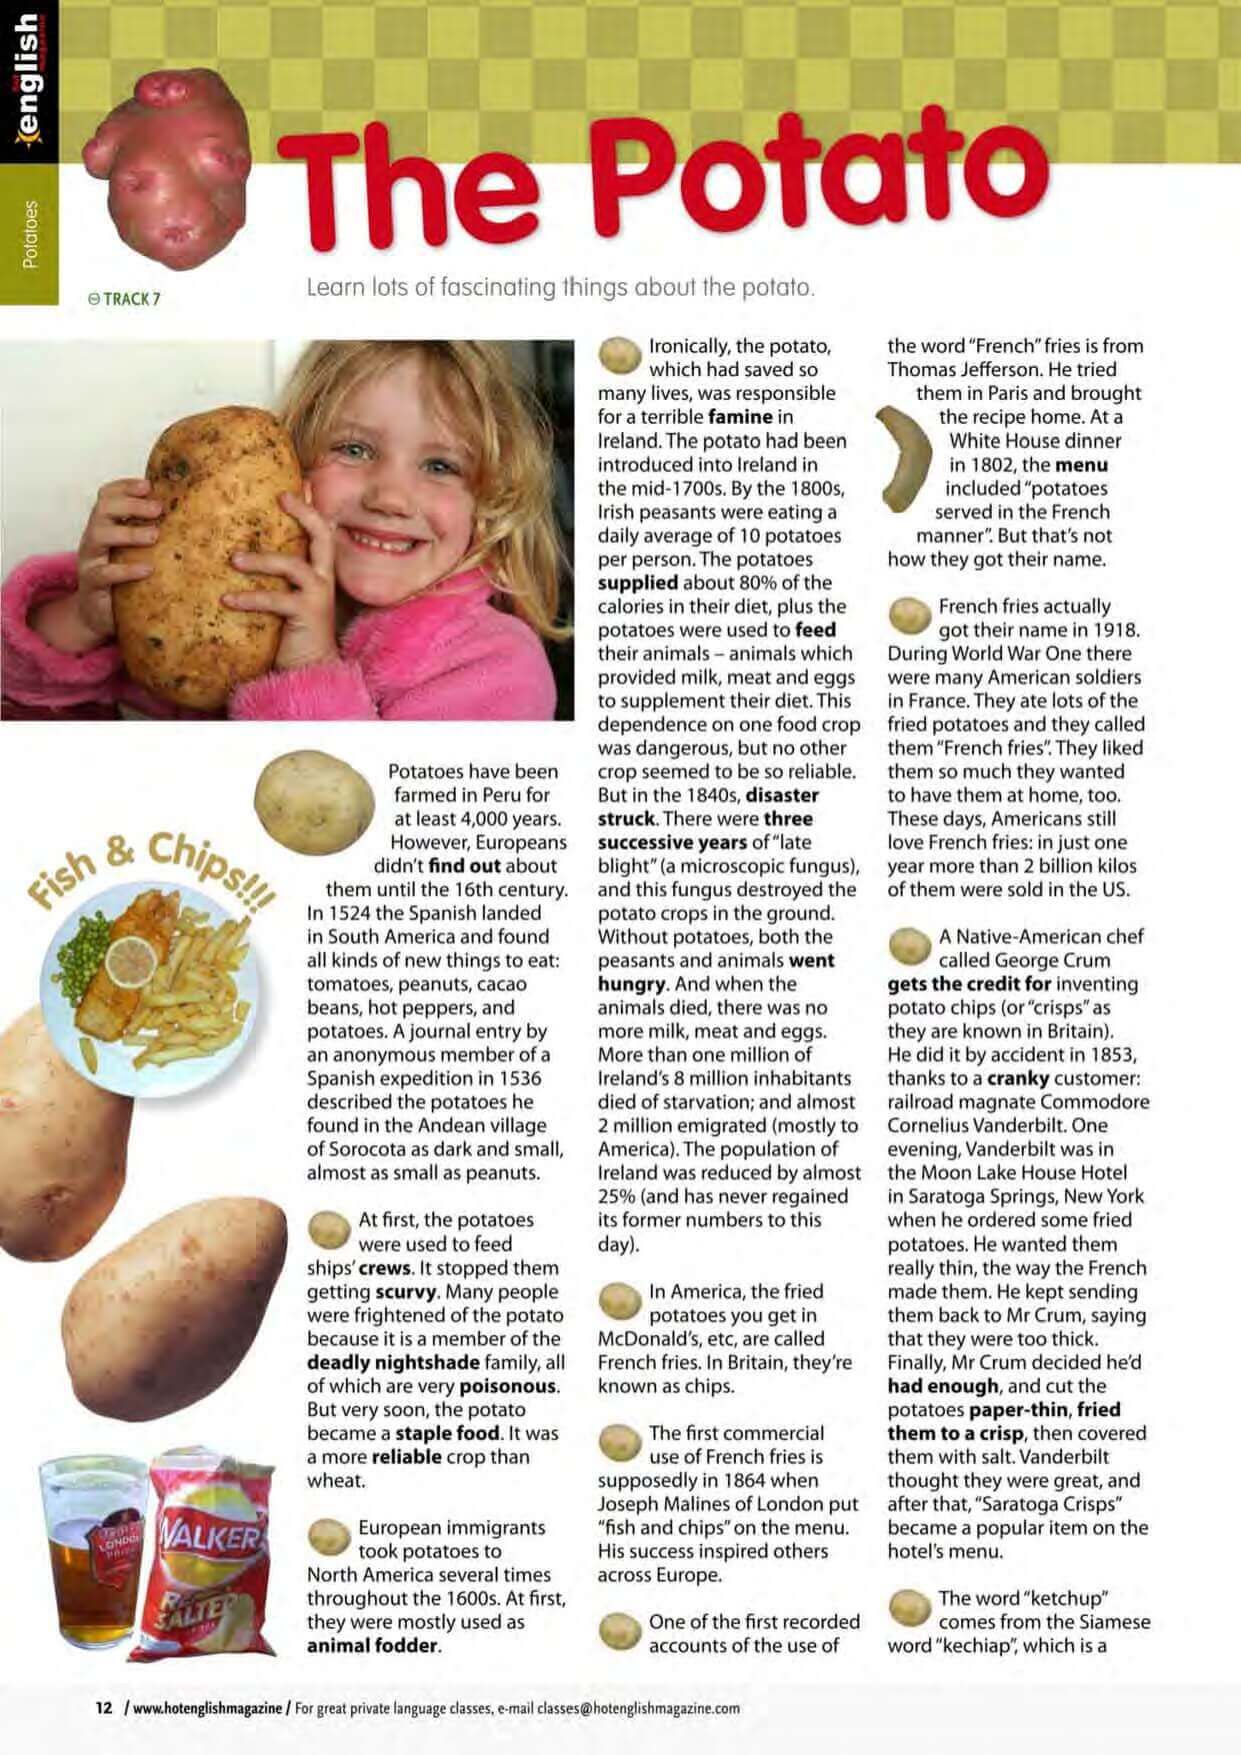 english
Potatoes
The Potato
TRACK 7
Learn lots of fascinating things about the potato.
Fish & Chips!!!
Potatoes have been
farmed in Peru for
at least 4,000 years.
However, Europeans
didn't find out about
them until the 16th century.
In 1524 the Spanish landed
in South America and found
all kinds of new things to eat:
tomatoes, peanuts, cacao
beans, hot peppers, and
potatoes. A journal entry by
an anonymous member of a
Spanish expedition in 1536
described the potatoes he
found in the Andean village
of Sorocota as dark and small,
almost as small as peanuts.
At first, the potatoes
were used to feed
ships' crews. It stopped them
getting scurvy. Many people
were frightened of the potato
because it is a member of the
deadly nightshade family, all
of which are very poisonous.
But very soon, the potato
became a staple food. It was
a more reliable crop than
wheat.
European immigrants
took potatoes to
North America several times
throughout the 1600s. At first,
they were mostly used as
animal fodder.
WALKERS
READY
SALTED
LONDON
PRIDE
Ironically, the potato,
which had saved so
many lives, was responsible
for a terrible famine in
Ireland. The potato had been
introduced into Ireland in
the mid-1700s. By the 1800s,
Irish peasants were eating a
daily average of 10 potatoes
per person. The potatoes
supplied about 80% of the
calories in their diet, plus the
potatoes were used to feed
their animals – animals which
provided milk, meat and eggs
to supplement their diet. This
dependence on one food crop
was dangerous, but no other
crop seemed to be so reliable.
But in the 1840s, disaster
struck. There were three
successive years of "late
blight" (a microscopic fungus),
and this fungus destroyed the
potato crops in the ground.
Without potatoes, both the
peasants and animals went
hungry. And when the
animals died, there was no
more milk, meat and eggs.
More than one million of
Ireland's 8 million inhabitants
died of starvation; and almost
2 million emigrated (mostly to
America). The population of
Ireland was reduced by almost
25% (and has never regained
its former numbers to this
day).
In America, the fried
potatoes you get in
McDonald's, etc, are called
French fries. In Britain, they're
known as chips.
The first commercial
use of French fries is
supposedly in 1864 when
Joseph Malines of London put
"fish and chips" on the menu.
His success inspired others
across Europe.
One of the first recorded
accounts of the use of
the word "French" fries is from
Thomas Jefferson. He tried
them in Paris and brought
the recipe home. At a
White House dinner
in 1802, the menu
included "potatoes
served in the French
manner". But that's not
how they got their name.
French fries actually
got their name in 1918.
During World War One there
were many American soldiers
in France. They ate lots of the
fried potatoes and they called
them "French fries". They liked
them so much they wanted
to have them at home, too.
These days, Americans still
love French fries: in just one
year more than 2 billion kilos
of them were sold in the US.
A Native-American chef
called George Crum
gets the credit for inventing
potato chips (or "crisps" as
they are known in Britain).
He did it by accident in 1853,
thanks to a cranky customer:
railroad magnate Commodore
Cornelius Vanderbilt. One
evening, Vanderbilt was in
the Moon Lake House Hotel
in Saratoga Springs, New York
when he ordered some fried
potatoes. He wanted them
really thin, the way the French
made them. He kept sending
them back to Mr Crum, saying
that they were too thick.
Finally, Mr Crum decided he'd
had enough, and cut the
potatoes paper-thin, fried
them to a crisp, then covered
them with salt. Vanderbilt
thought they were great, and
after that, "Saratoga Crisps"
became a popular item on the
hotel's menu.
The word "ketchup"
comes from the Siamese
word "kechiap", which is a
12 / www.hotenglishmagazine / For great private language classes, e-mail classes@hotenglishmagazine.com